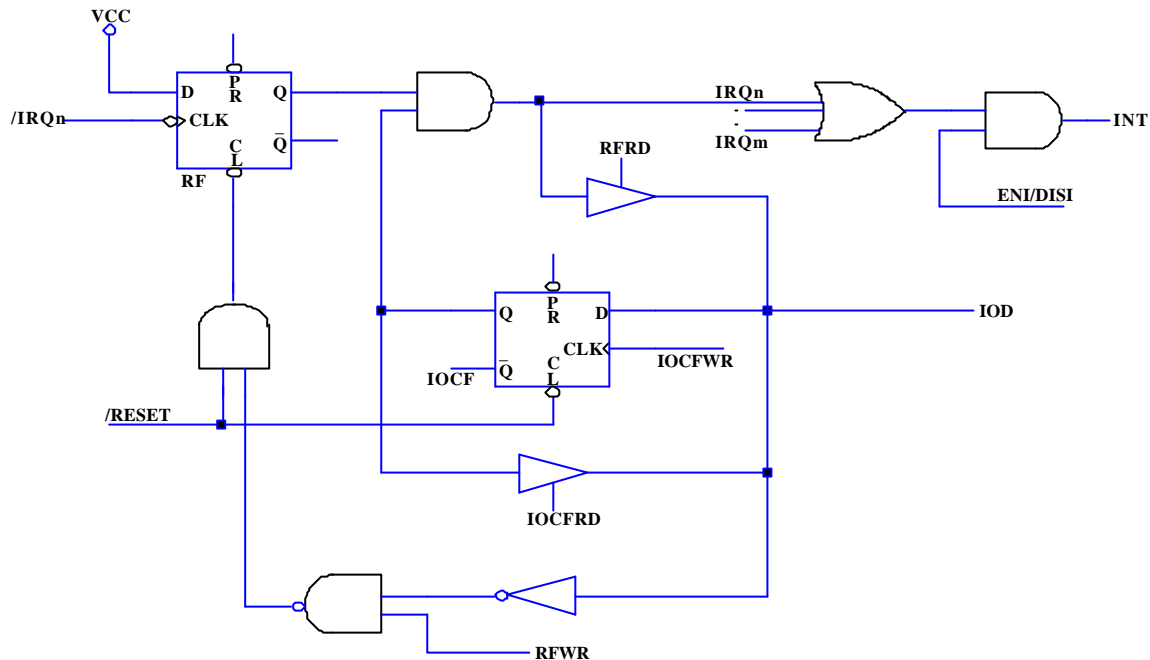 VCC
P
R
D
Q
/IRQn
CLK
C
L
Q̅
RF
IRQn
-
-
IRQm
INT
RFRD
ENI/DISI
P
R
Q
D
IOD
CLK
IOCFWR
Q̅
C
L
IOCF
/RESET
IOCFRD
RFWR